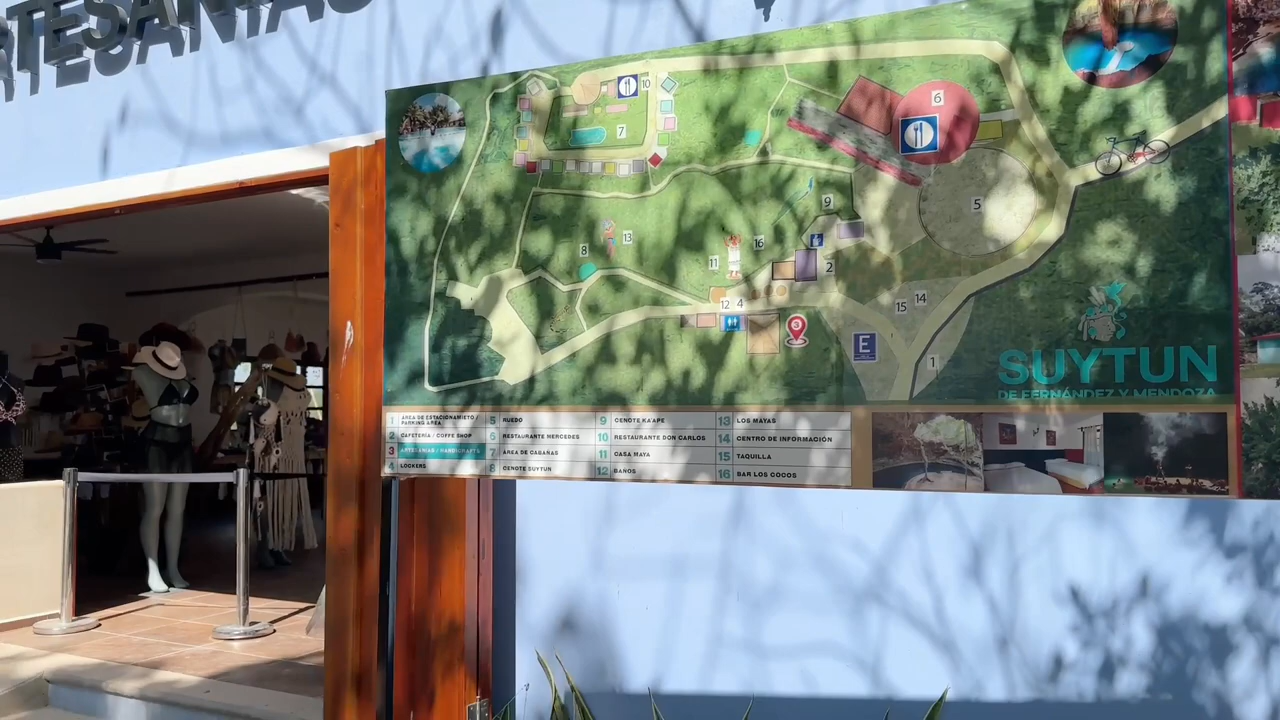 ARTESANIAS
10
6
7
5
9
8
13
16
11
2
12 4
15 14
3
E
1
SUYTUN
DE FERNÁNDEZ Y MENDOZA
1 AREA DE ESTACIONAMIETO / PARKING AREA
2 CAFETERÍA / COFFE SHOP
3 ARTESANIAS / HANDICRAFTS
4 LOCKERS
5 RUEDO
6 RESTAURANTE MERCEDES
7 AREA DE CABAÑAS
8 CENOTE SUYTUN
9 CENOTE KA'APE
10 RESTAURANTE DON CARLOS
11 CASA MAYA
12 BAÑOS
13 LOS MAYAS
14 CENTRO DE INFORMACIÓN
15 TAQUILLA
16 BAR LOS COCOS